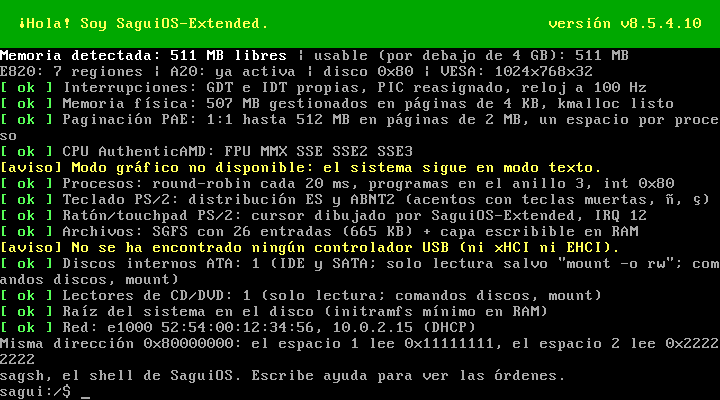 ¡Hola! Soy SaguiOS-Extended. versión v8.5.4.10
Memoria detectada: 511 MB libres ¦ usable (por debajo de 4 GB): 511 MB
E820: 7 regiones ¦ A20: ya activa ¦ disco 0x80 ¦ VESA: 1024x768x32
[ ok ] Interrupciones: GDT e IDT propias, PIC reasignado, reloj a 100 Hz
[ ok ] Memoria física: 507 MB gestionados en páginas de 4 KB, kmalloc listo
[ ok ] Paginación PAE: 1:1 hasta 512 MB en páginas de 2 MB, un espacio por proce
so
[ ok ] CPU AuthenticAMD: FPU MMX SSE SSE2 SSE3
[aviso] Modo gráfico no disponible: el sistema sigue en modo texto.
[ ok ] Procesos: round-robin cada 20 ms, programas en el anillo 3, int 0x80
[ ok ] Teclado PS/2: distribución ES y ABNT2 (acentos con teclas muertas, ñ, ç)
[ ok ] Ratón/touchpad PS/2: cursor dibujado por SaguiOS-Extended, IRQ 12
[ ok ] Archivos: SGFS con 26 entradas (665 KB) + capa escribible en RAM
[aviso] No se ha encontrado ningún controlador USB (ni xHCI ni EHCI).
[ ok ] Discos internos ATA: 1 (IDE y SATA; solo lectura salvo "mount -o rw"; com
andos discos, mount)
[ ok ] Lectores de CD/DVD: 1 (solo lectura; comandos discos, mount)
[ ok ] Raíz del sistema en el disco (initramfs mínimo en RAM)
[ ok ] Red: e1000 52:54:00:12:34:56, 10.0.2.15 (DHCP)
Misma dirección 0x80000000: el espacio 1 lee 0x11111111, el espacio 2 lee 0x2222
2222
sagsh, el shell de SaguiOS. Escribe ayuda para ver las órdenes.
sagui:/$ _